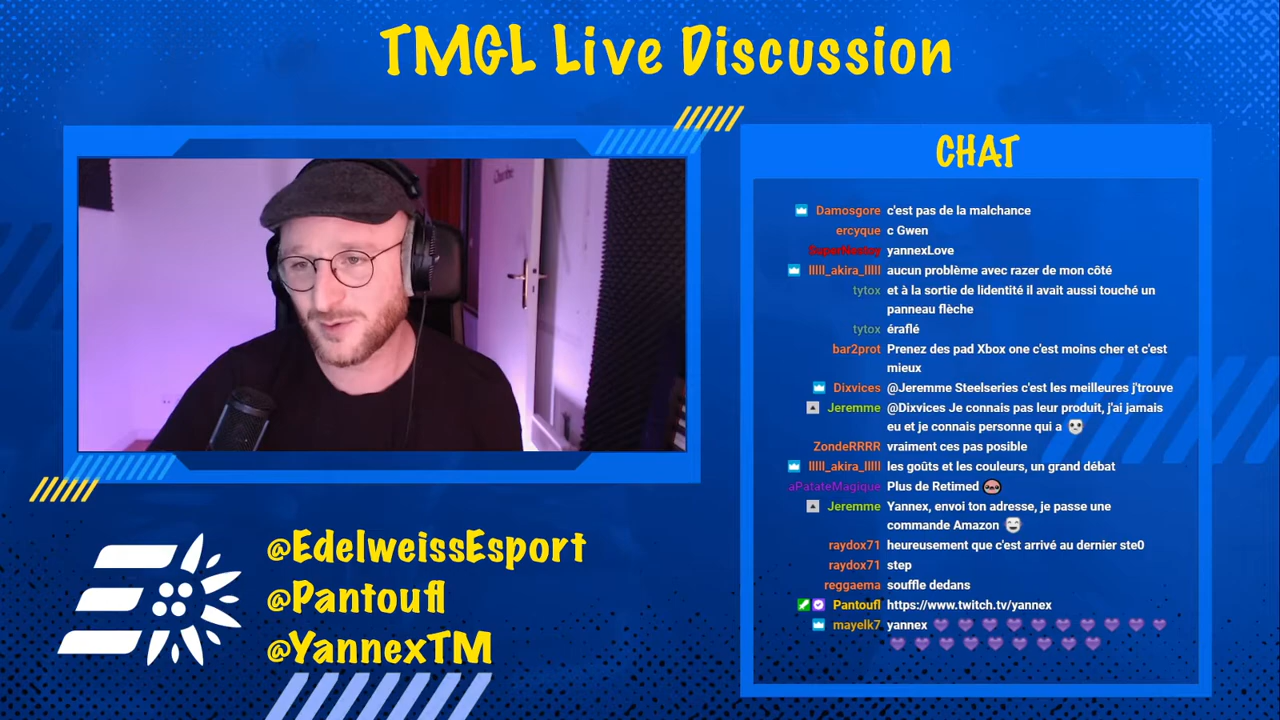 TMGL Live Discussion
CHAT
Damosgore c'est pas de la malchance
ercyque c Gwen
yannexLove
lllll_akira_lllll aucun problème avec razer de mon côté
tytox et à la sortie de lidentité il avait aussi touché un
panneau flèche
tytox éraflé
bar2prot Prenez des pad Xbox one c'est moins cher et c'est
mieux
Dixvices @Jeremme Steelseries c'est les meilleures j'trouve
Jeremme @Dixvices Je connais pas leur produit, j'ai jamais
eu et je connais personne qui a
ZondeRRRR vraiment ces pas posible
lllll_akira_lllll les goûts et les couleurs, un grand débat
aPatateMagique Plus de Retimed
Jeremme Yannex, envoi ton adresse, je passe une
commande Amazon
raydox71 heureusement que c'est arrivé au dernier ste0
raydox71 step
reggaema souffle dedans
Pantoufl https://www.twitch.tv/yannex
mayelk7 yannex
@EdelweissEsport
@Pantoufl
@YannexTM